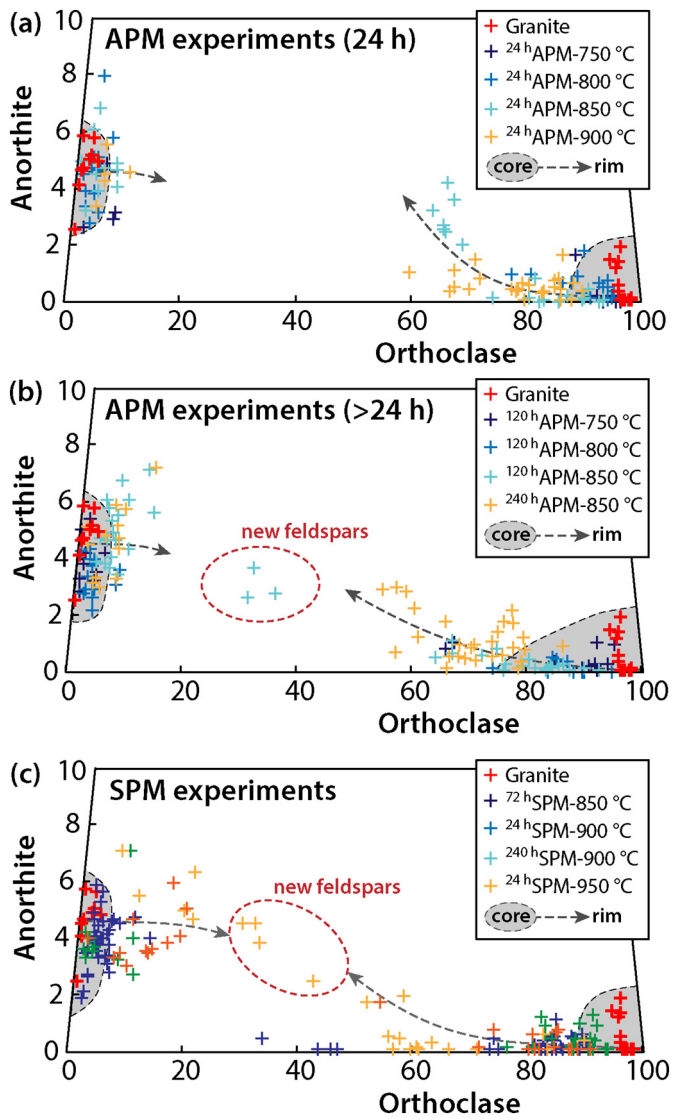 (a)
APM experiments (24 h)
Granite
24 hAPM-750 °C
24 hAPM-800 °C
24 hAPM-850 °C
24 hAPM-900 °C
core rim
10
8
6
4
2
0
Anorthite
0 20 40 60 80 100
Orthoclase
(b)
APM experiments (>24 h)
Granite
120 hAPM-750 °C
120 hAPM-800 °C
120 hAPM-850 °C
240 hAPM-850 °C
core rim
new feldspars
10
8
6
4
2
0
Anorthite
0 20 40 60 80 100
Orthoclase
(c)
SPM experiments
Granite
72 hSPM-850 °C
24 hSPM-900 °C
240 hSPM-900 °C
24 hSPM-950 °C
core rim
new feldspars
10
8
6
4
2
0
Anorthite
0 20 40 60 80 100
Orthoclase